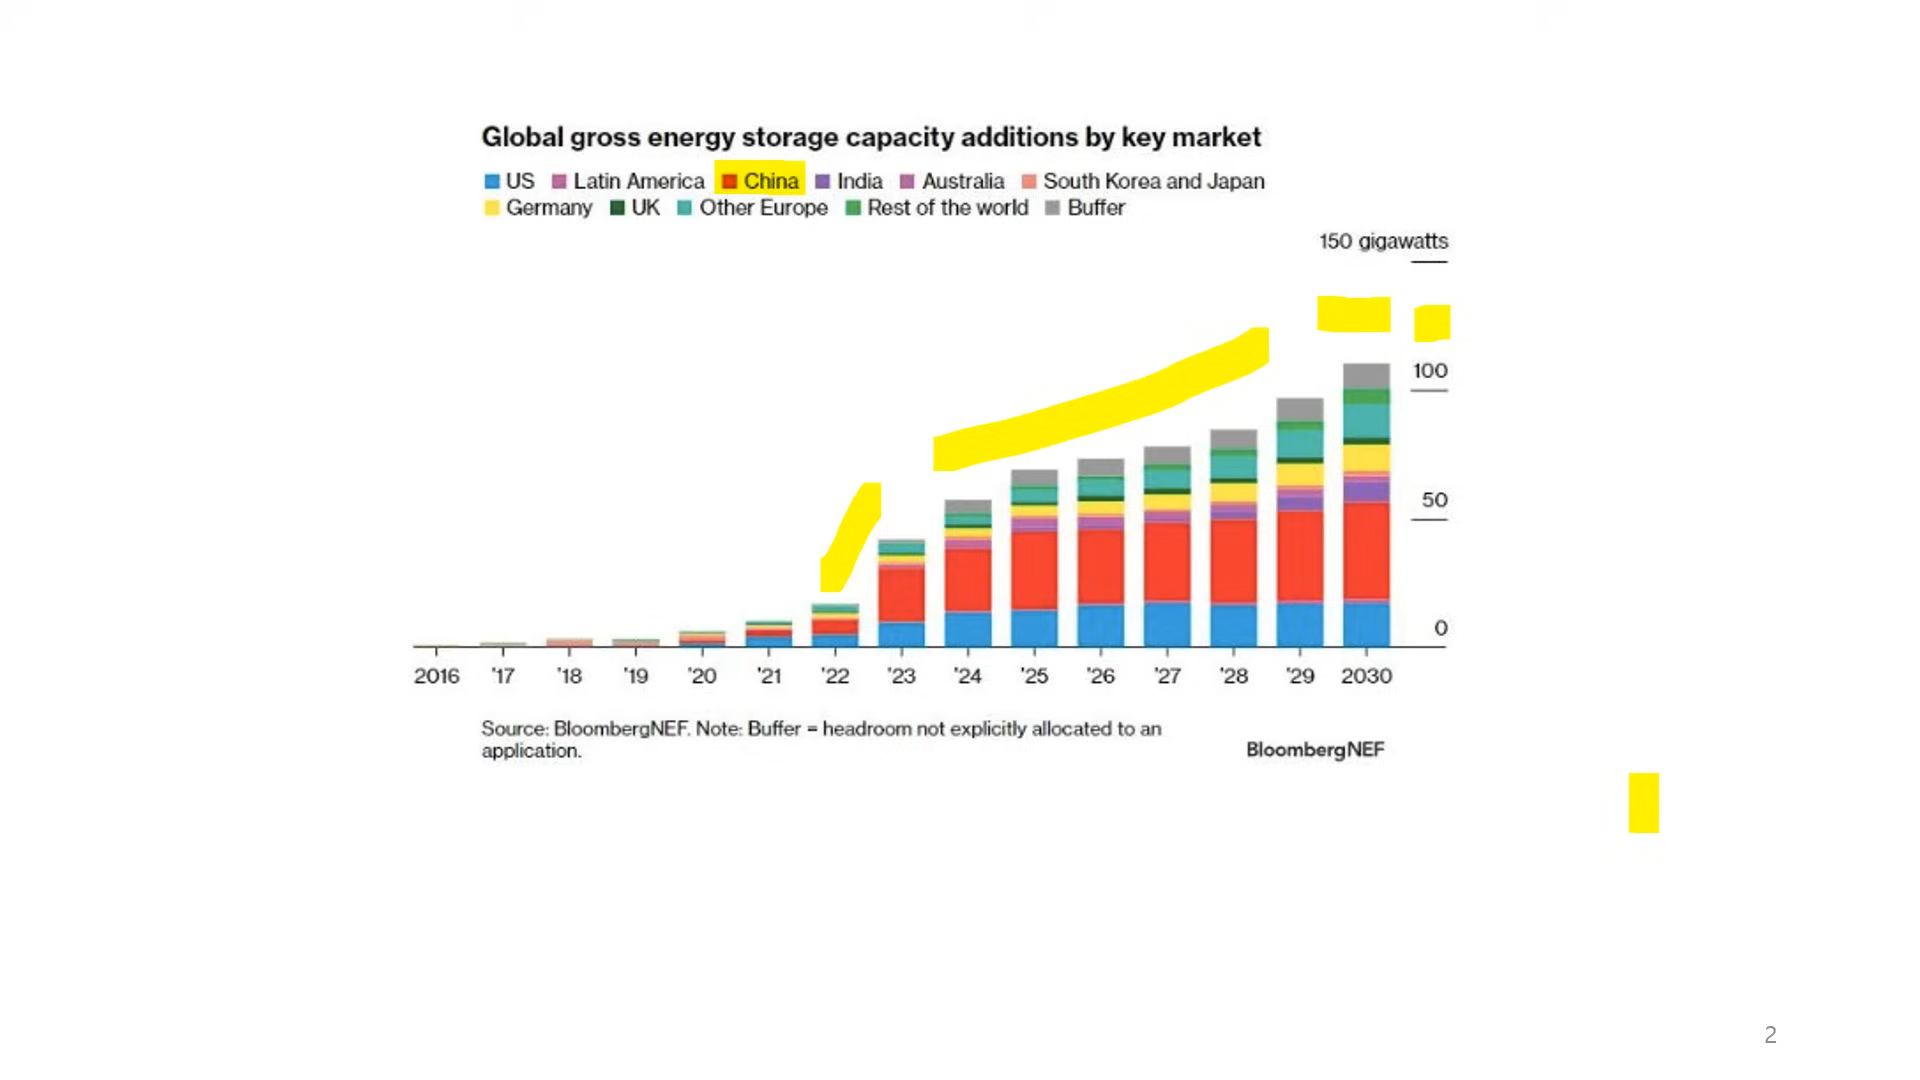 Global gross energy storage capacity additions by key market
US Latin America China India Australia South Korea and Japan
Germany UK Other Europe Rest of the world Buffer
150 gigawatts
100
50
0
2016 '17 '18 '19 '20 '21 '22 '23 '24 '25 '26 '27 '28 '29 2030
Source: BloombergNEF. Note: Buffer = headroom not explicitly allocated to an
application.
BloombergNEF
2